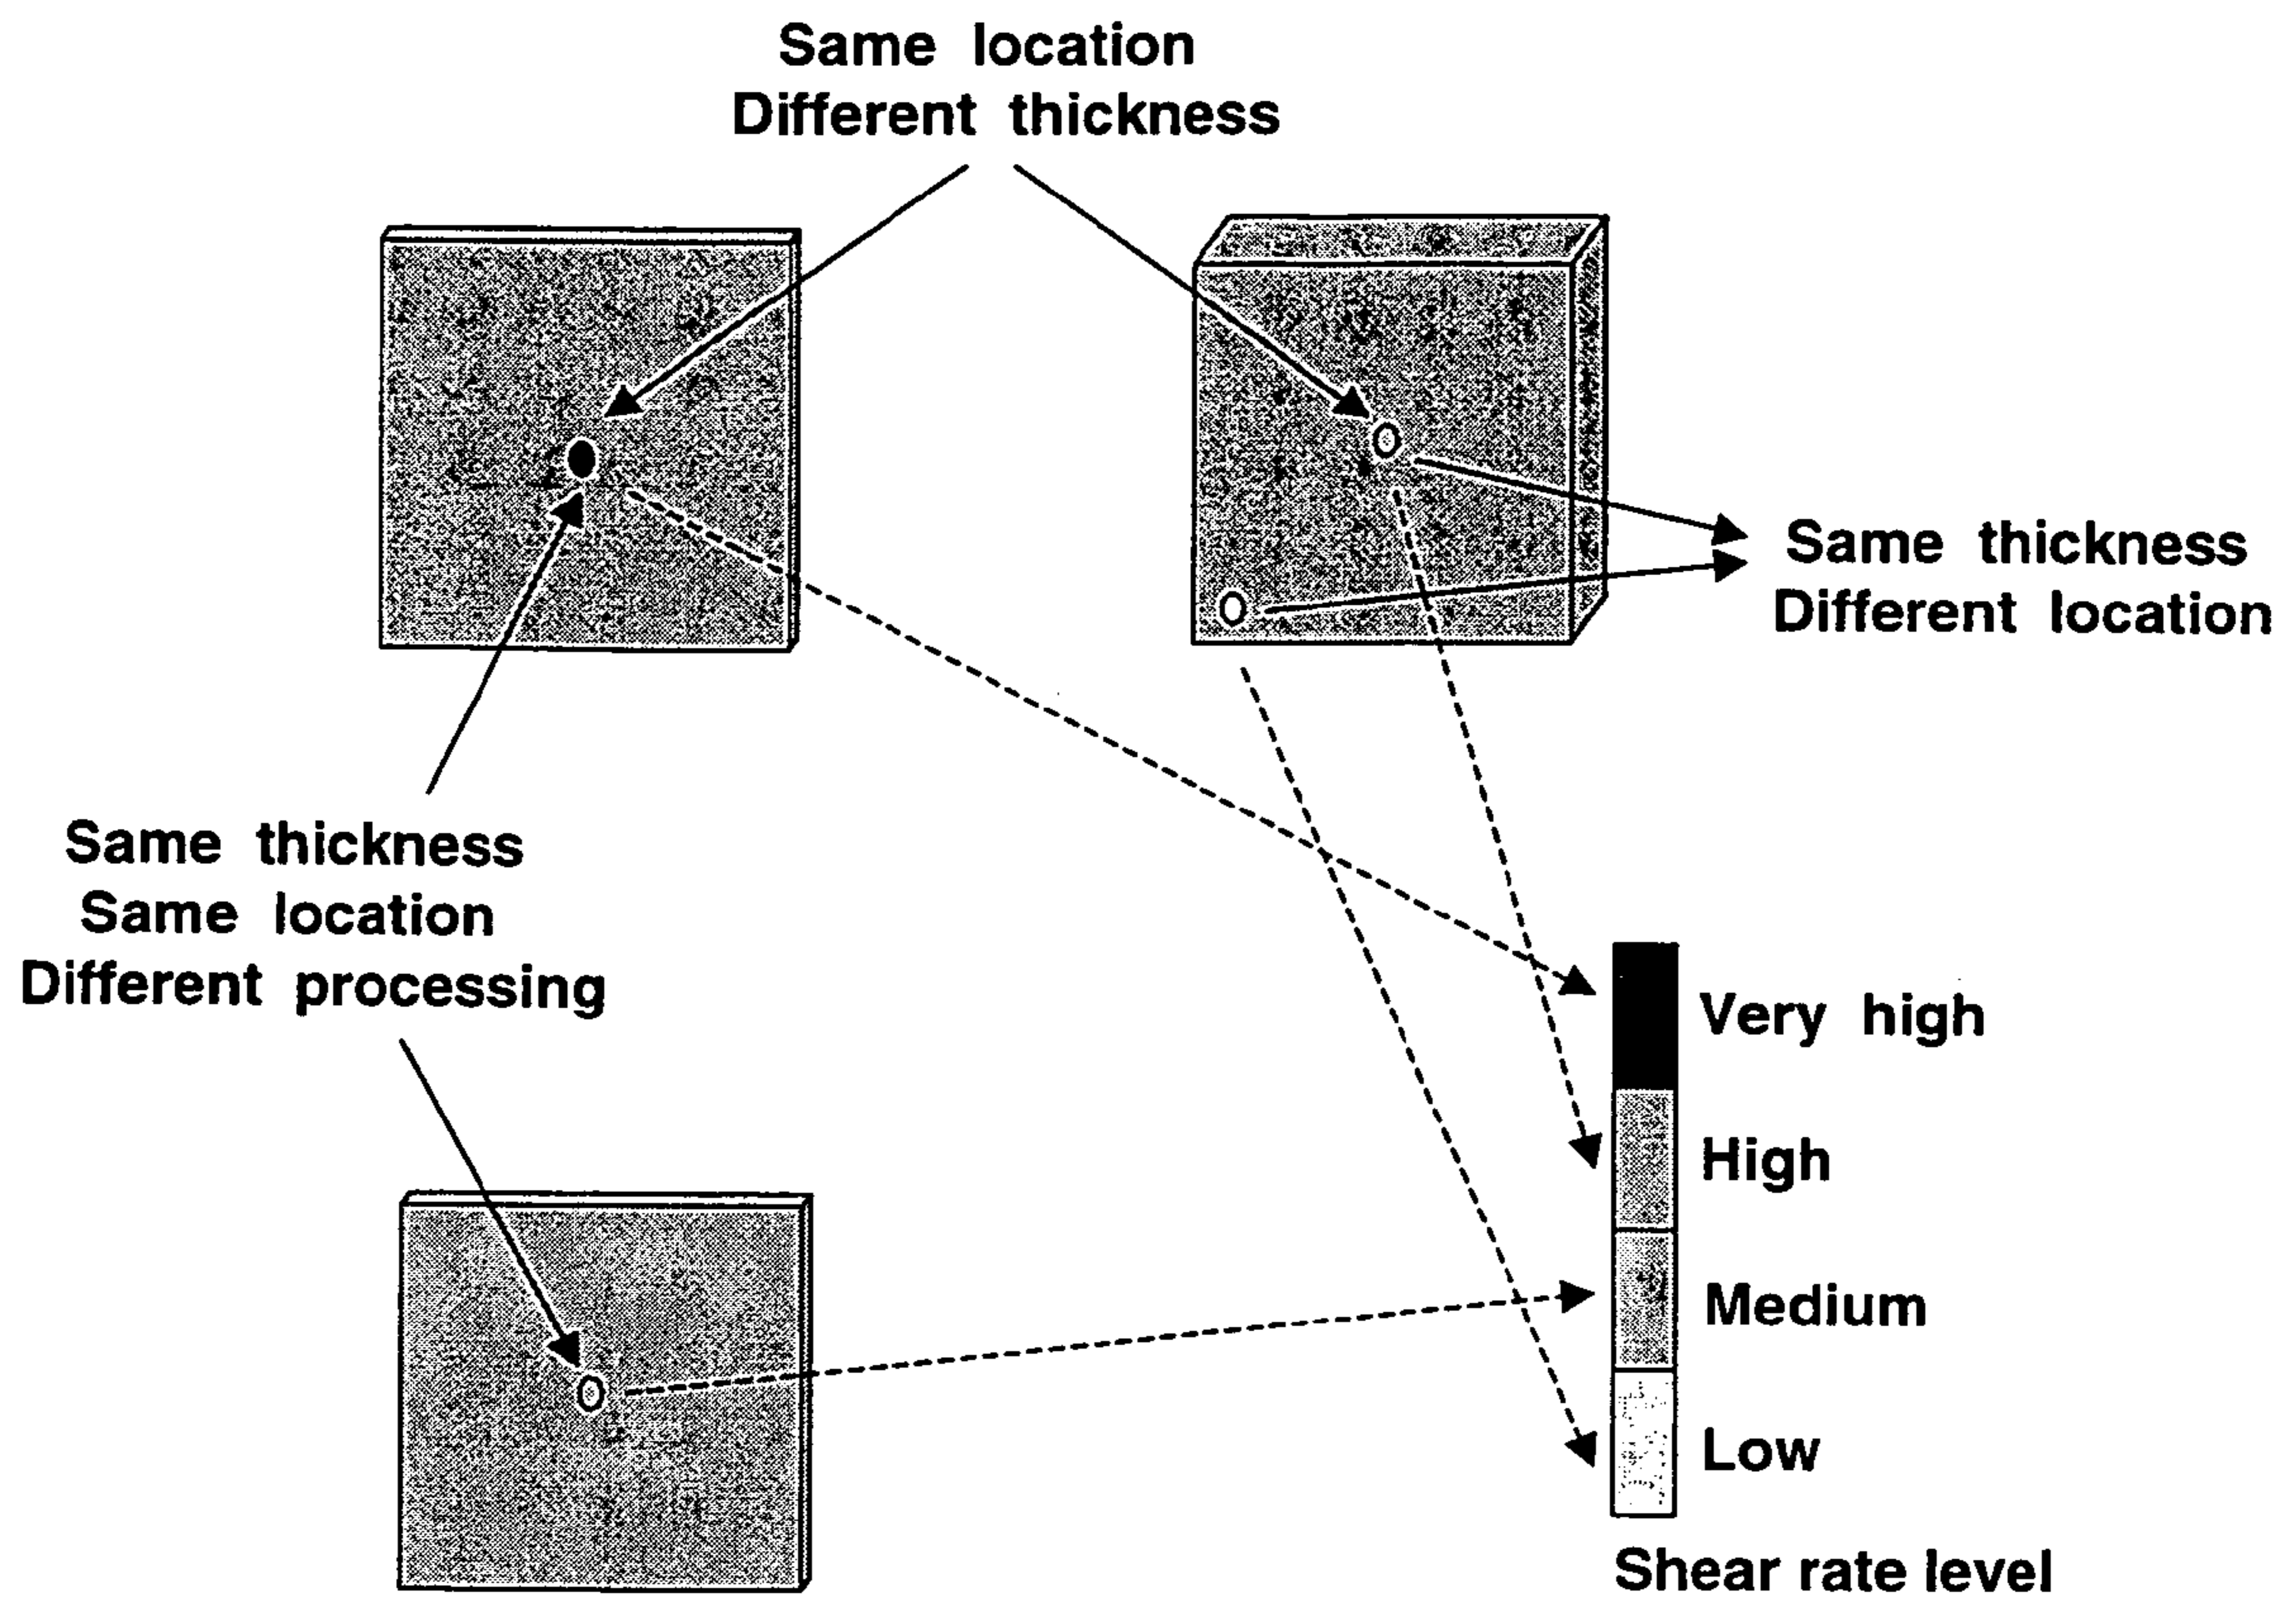 Same location
Different thickness
Same thickness
Different location
Same thickness
Same location
Different processing
Very high
High
Medium
Low
Shear rate level